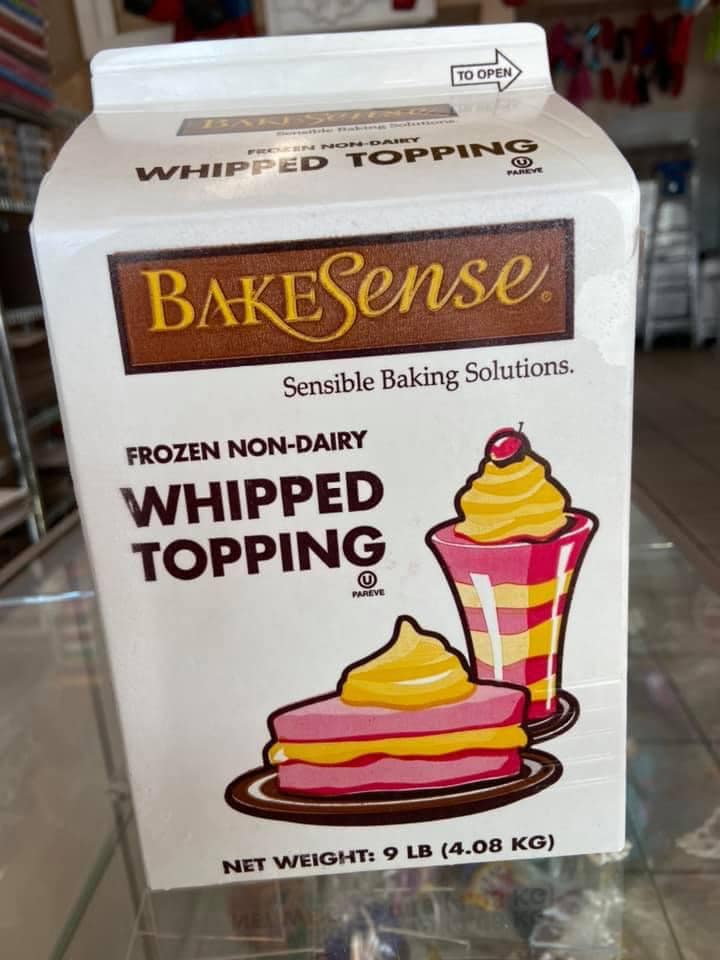 TO OPEN
BAKESENSE
Sensible Baking Solutions.
FROZEN NON-DAIRY
WHIPPED TOPPING
U
PAREVE
BAKESense®
Sensible Baking Solutions.
FROZEN NON-DAIRY
WHIPPED
TOPPING
U
PAREVE
NET WEIGHT: 9 LB (4.08 KG)